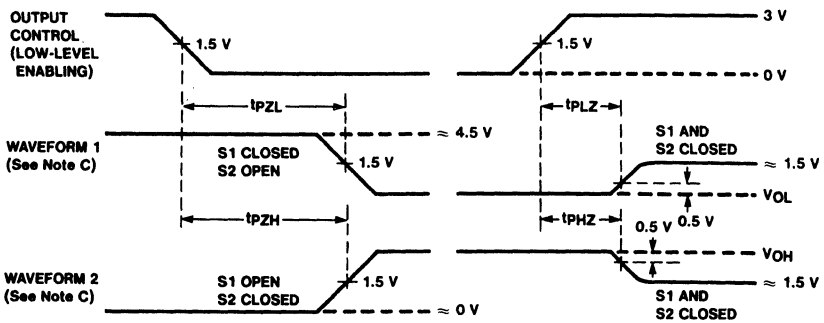 OUTPUT
CONTROL
(LOW-LEVEL
ENABLING)
1.5 V
1.5 V
3 V
0 V
tPZL
tPLZ
WAVEFORM 1
(See Note C)
S1 CLOSED
S2 OPEN
1.5 V
≈ 4.5 V
S1 AND
S2 CLOSED
≈ 1.5 V
VOL
0.5 V
tPZH
tPHZ
0.5 V
VOH
WAVEFORM 2
(See Note C)
S1 OPEN
S2 CLOSED
1.5 V
≈ 0 V
≈ 1.5 V
S1 AND
S2 CLOSED